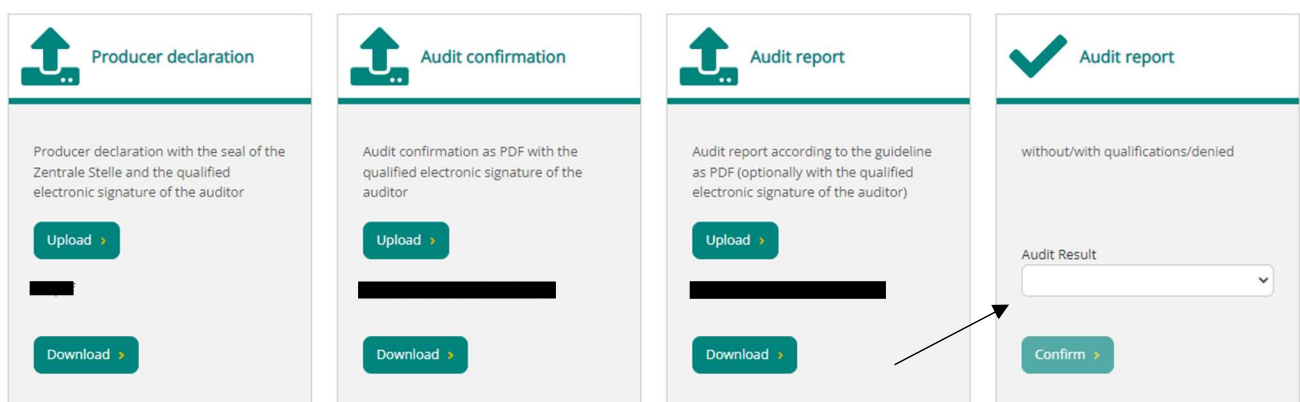 Producer declaration
Producer declaration with the seal of the
Zentrale Stelle and the qualified
electronic signature of the auditor
Upload >
Download >
Audit confirmation
Audit confirmation as PDF with the
qualified electronic signature of the
auditor
Upload >
Download >
Audit report
Audit report according to the guideline
as PDF (optionally with the qualified
electronic signature of the auditor)
Upload >
Download >
Audit report
without/with qualifications/denied
Audit Result
Confirm >